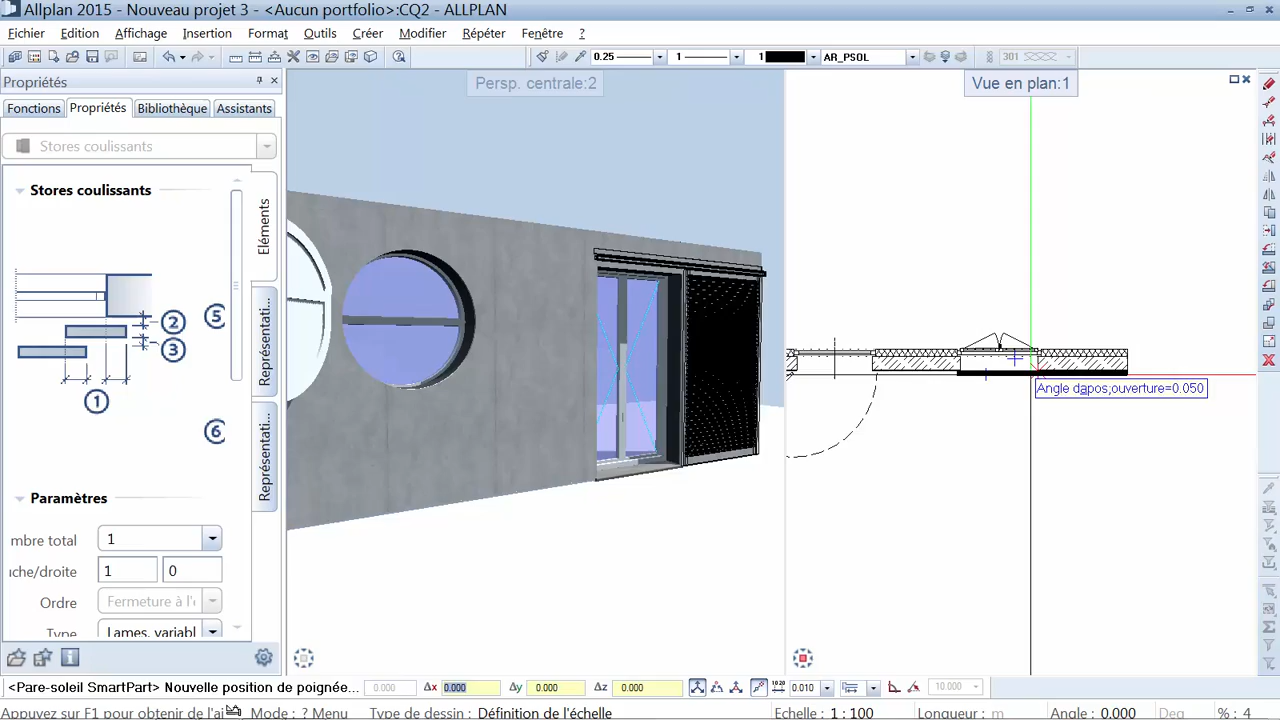 Allplan 2015 - Nouveau projet 3 - <Aucun portfolio>:CQ2 - ALLPLAN
Fichier Edition Affichage Insertion Format Outils Créer Modifier Répéter Fenêtre ?
0.25 1 1 AR_PSOL 301
Propriétés
Fonctions Propriétés Bibliothèque Assistants
Stores coulissants
Stores coulissants
Eléments
Représentati...
Représentati...
2
3
1
5
6
Paramètres
mbre total 1
uche/droite 1 0
Ordre Fermeture à l'
Type Lames, variabl
Persp. centrale:2
Vue en plan:1
Angle dapos;ouverture=0.050
<Pare-soleil SmartPart> Nouvelle position de poignée... 0.000 Δx 0.000 Δy 0.000 Δz 0.000 0.010 10.000
Appuyez sur F1 pour obtenir de l'ai Mode : ? Menu Type de dessin : Définition de l'échelle Echelle : 1 : 100 Longueur : m Angle : 0.000 Deg % : 4